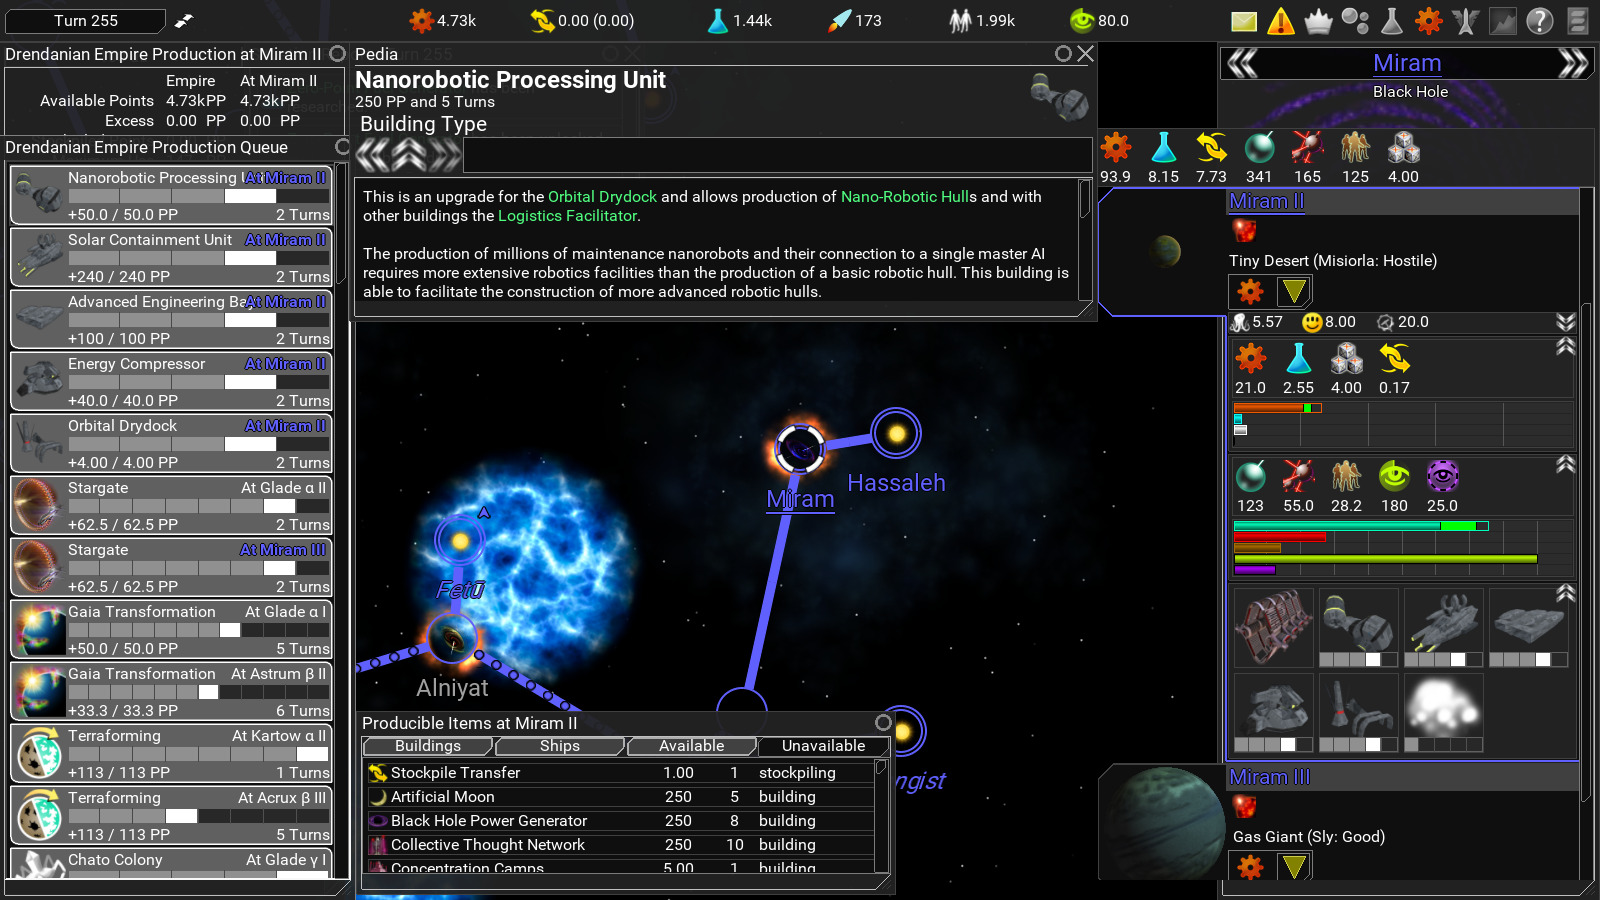 Turn 255
4.73k
0.00 (0.00)
1.44k
173
1.99k
80.0
Drendanian Empire Production at Miram II
Empire At Miram II
Available Points 4.73kPP 4.73kPP
Excess 0.00 PP 0.00 PP
Drendanian Empire Production Queue
Nanorobotic Processing At Miram II
+50.0 / 50.0 PP 2 Turns
Solar Containment Unit At Miram II
+240 / 240 PP 2 Turns
Advanced Engineering At Miram II
+100 / 100 PP 2 Turns
Energy Compressor At Miram II
+40.0 / 40.0 PP 2 Turns
Orbital Drydock At Miram II
+4.00 / 4.00 PP 2 Turns
Stargate At Glade α II
+62.5 / 62.5 PP 2 Turns
Stargate At Miram III
+62.5 / 62.5 PP 2 Turns
Gaia Transformation At Glade α I
+50.0 / 50.0 PP 5 Turns
Gaia Transformation At Astrum β II
+33.3 / 33.3 PP 6 Turns
Terraforming At Kartow α II
+113 / 113 PP 1 Turns
Terraforming At Acrux β III
+113 / 113 PP 5 Turns
Chato Colony At Glade γ I
Pedia
Nanorobotic Processing Unit
250 PP and 5 Turns
Building Type
This is an upgrade for the Orbital Drydock and allows production of Nano-Robotic Hulls and with
other buildings the Logistics Facilitator.
The production of millions of maintenance nanorobots and their connection to a single master AI
requires more extensive robotics facilities than the production of a basic robotic hull. This building is
able to facilitate the construction of more advanced robotic hulls.
Hassaleh
Miram
Fetū
Alniyat
ngist
Producible Items at Miram II
Buildings Ships Available Unavailable
Stockpile Transfer 1.00 1 stockpiling
Artificial Moon 250 5 building
Black Hole Power Generator 250 8 building
Collective Thought Network 250 10 building
Concentration Camps 5.00 1 building
Miram
Black Hole
93.9 8.15 7.73 341 165 125 4.00
Miram II
Tiny Desert (Misiorla: Hostile)
5.57 8.00 20.0
21.0 2.55 4.00 0.17
123 55.0 28.2 180 25.0
Miram III
Gas Giant (Sly: Good)